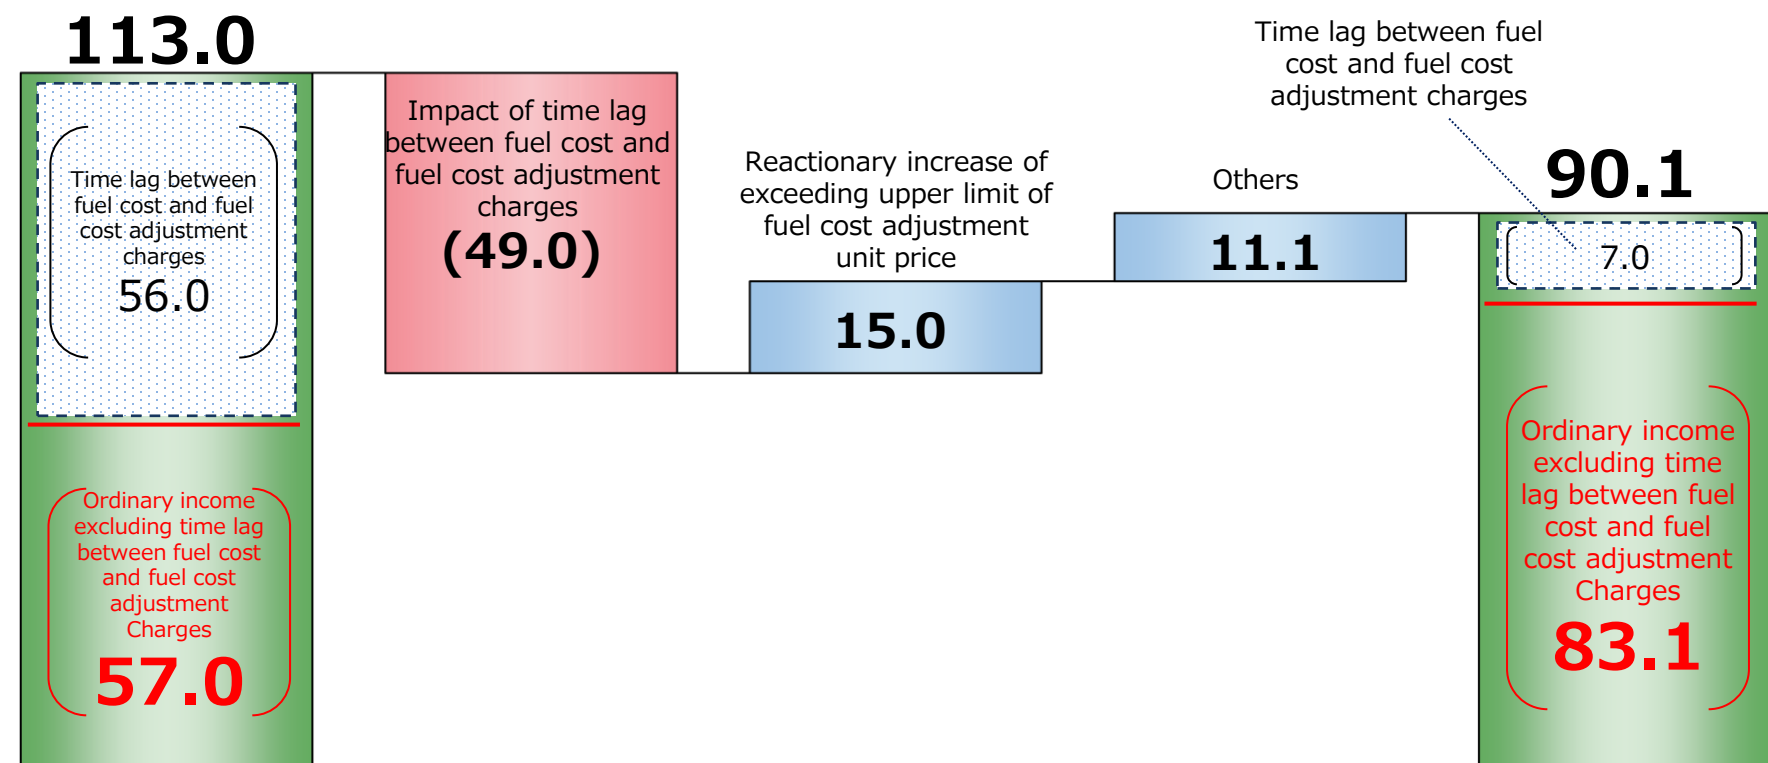 113.0
Time lag between
fuel cost and fuel
cost adjustment
charges
56.0
Ordinary income
excluding time lag
between fuel cost
and fuel cost
adjustment
Charges
57.0
Impact of time lag
between fuel cost and
fuel cost adjustment
charges
(49.0)
Reactionary increase of
exceeding upper limit of
fuel cost adjustment
unit price
15.0
Others
11.1
Time lag between fuel
cost and fuel cost
adjustment charges
90.1
7.0
Ordinary income
excluding time
lag between fuel
cost and fuel
cost adjustment
Charges
83.1